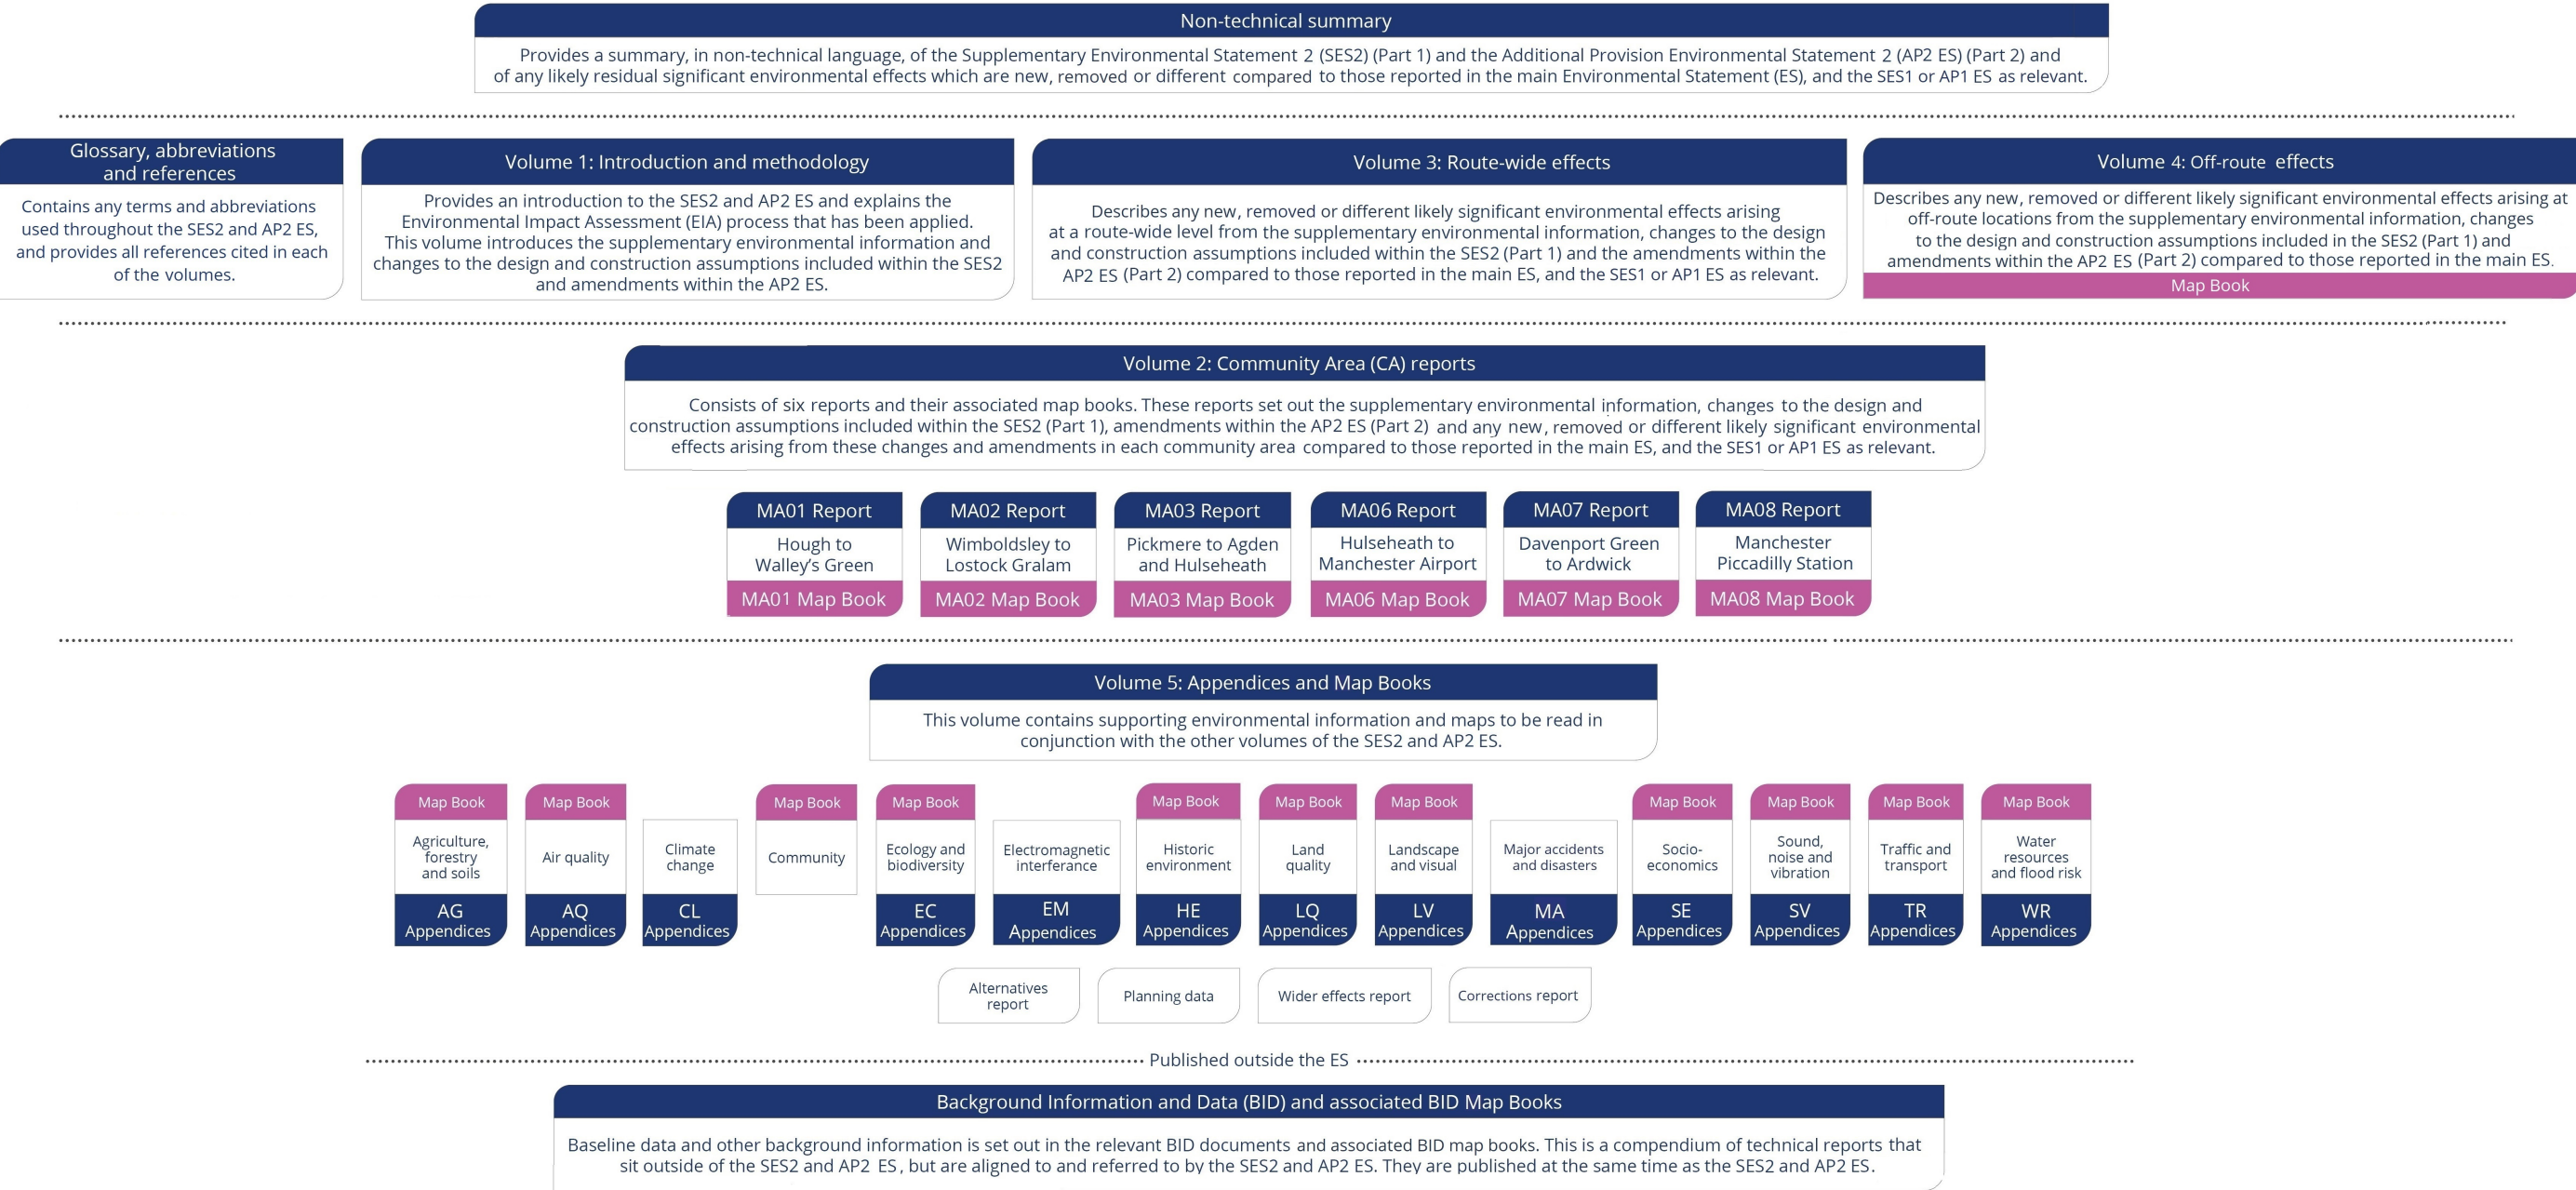 Non-technical summary
Provides a summary, in non-technical language, of the Supplementary Environmental Statement 2 (SES2) (Part 1) and the Additional Provision Environmental Statement 2 (AP2 ES) (Part 2) and
of any likely residual significant environmental effects which are new, removed or different compared to those reported in the main Environmental Statement (ES), and the SES1 or AP1 ES as relevant.
Glossary, abbreviations
and references
Contains any terms and abbreviations
used throughout the SES2 and AP2 ES,
and provides all references cited in each
of the volumes.
Volume 1: Introduction and methodology
Provides an introduction to the SES2 and AP2 ES and explains the
Environmental Impact Assessment (EIA) process that has been applied.
This volume introduces the supplementary environmental information and
changes to the design and construction assumptions included within the SES2
and amendments within the AP2 ES.
Volume 3: Route-wide effects
Describes any new, removed or different likely significant environmental effects arising
at a route-wide level from the supplementary environmental information, changes to the design
and construction assumptions included within the SES2 (Part 1) and the amendments within the
AP2 ES (Part 2) compared to those reported in the main ES, and the SES1 or AP1 ES as relevant.
Volume 4: Off-route effects
Describes any new, removed or different likely significant environmental effects arising at
off-route locations from the supplementary environmental information, changes
to the design and construction assumptions included in the SES2 (Part 1) and
amendments within the AP2 ES (Part 2) compared to those reported in the main ES.
Map Book
Volume 2: Community Area (CA) reports
Consists of six reports and their associated map books. These reports set out the supplementary environmental information, changes to the design and
construction assumptions included within the SES2 (Part 1), amendments within the AP2 ES (Part 2) and any new, removed or different likely significant environmental
effects arising from these changes and amendments in each community area compared to those reported in the main ES, and the SES1 or AP1 ES as relevant.
MA01 Report
Hough to
Walley's Green
MA01 Map Book
MA02 Report
Wimboldsley to
Lostock Gralam
MA02 Map Book
MA03 Report
Pickmere to Agden
and Hulseheath
MA03 Map Book
MA06 Report
Hulseheath to
Manchester Airport
MA06 Map Book
MA07 Report
Davenport Green
to Ardwick
MA07 Map Book
MA08 Report
Manchester
Piccadilly Station
MA08 Map Book
Volume 5: Appendices and Map Books
This volume contains supporting environmental information and maps to be read in
conjunction with the other volumes of the SES2 and AP2 ES.
Map Book
Agriculture,
forestry
and soils
AG
Appendices
Map Book
Air quality
AQ
Appendices
Climate
change
CL
Appendices
Map Book
Community
Map Book
Ecology and
biodiversity
EC
Appendices
Electromagnetic
interferance
EM
Appendices
Map Book
Historic
environment
HE
Appendices
Map Book
Land
quality
LQ
Appendices
Map Book
Landscape
and visual
LV
Appendices
Major accidents
and disasters
MA
Appendices
Map Book
Socio-
economics
SE
Appendices
Map Book
Sound,
noise and
vibration
SV
Appendices
Map Book
Traffic and
transport
TR
Appendices
Map Book
Water
resources
and flood risk
WR
Appendices
Alternatives
report
Planning data
Wider effects report
Corrections report
Published outside the ES
Background Information and Data (BID) and associated BID Map Books
Baseline data and other background information is set out in the relevant BID documents and associated BID map books. This is a compendium of technical reports that
sit outside of the SES2 and AP2 ES, but are aligned to and referred to by the SES2 and AP2 ES. They are published at the same time as the SES2 and AP2 ES.